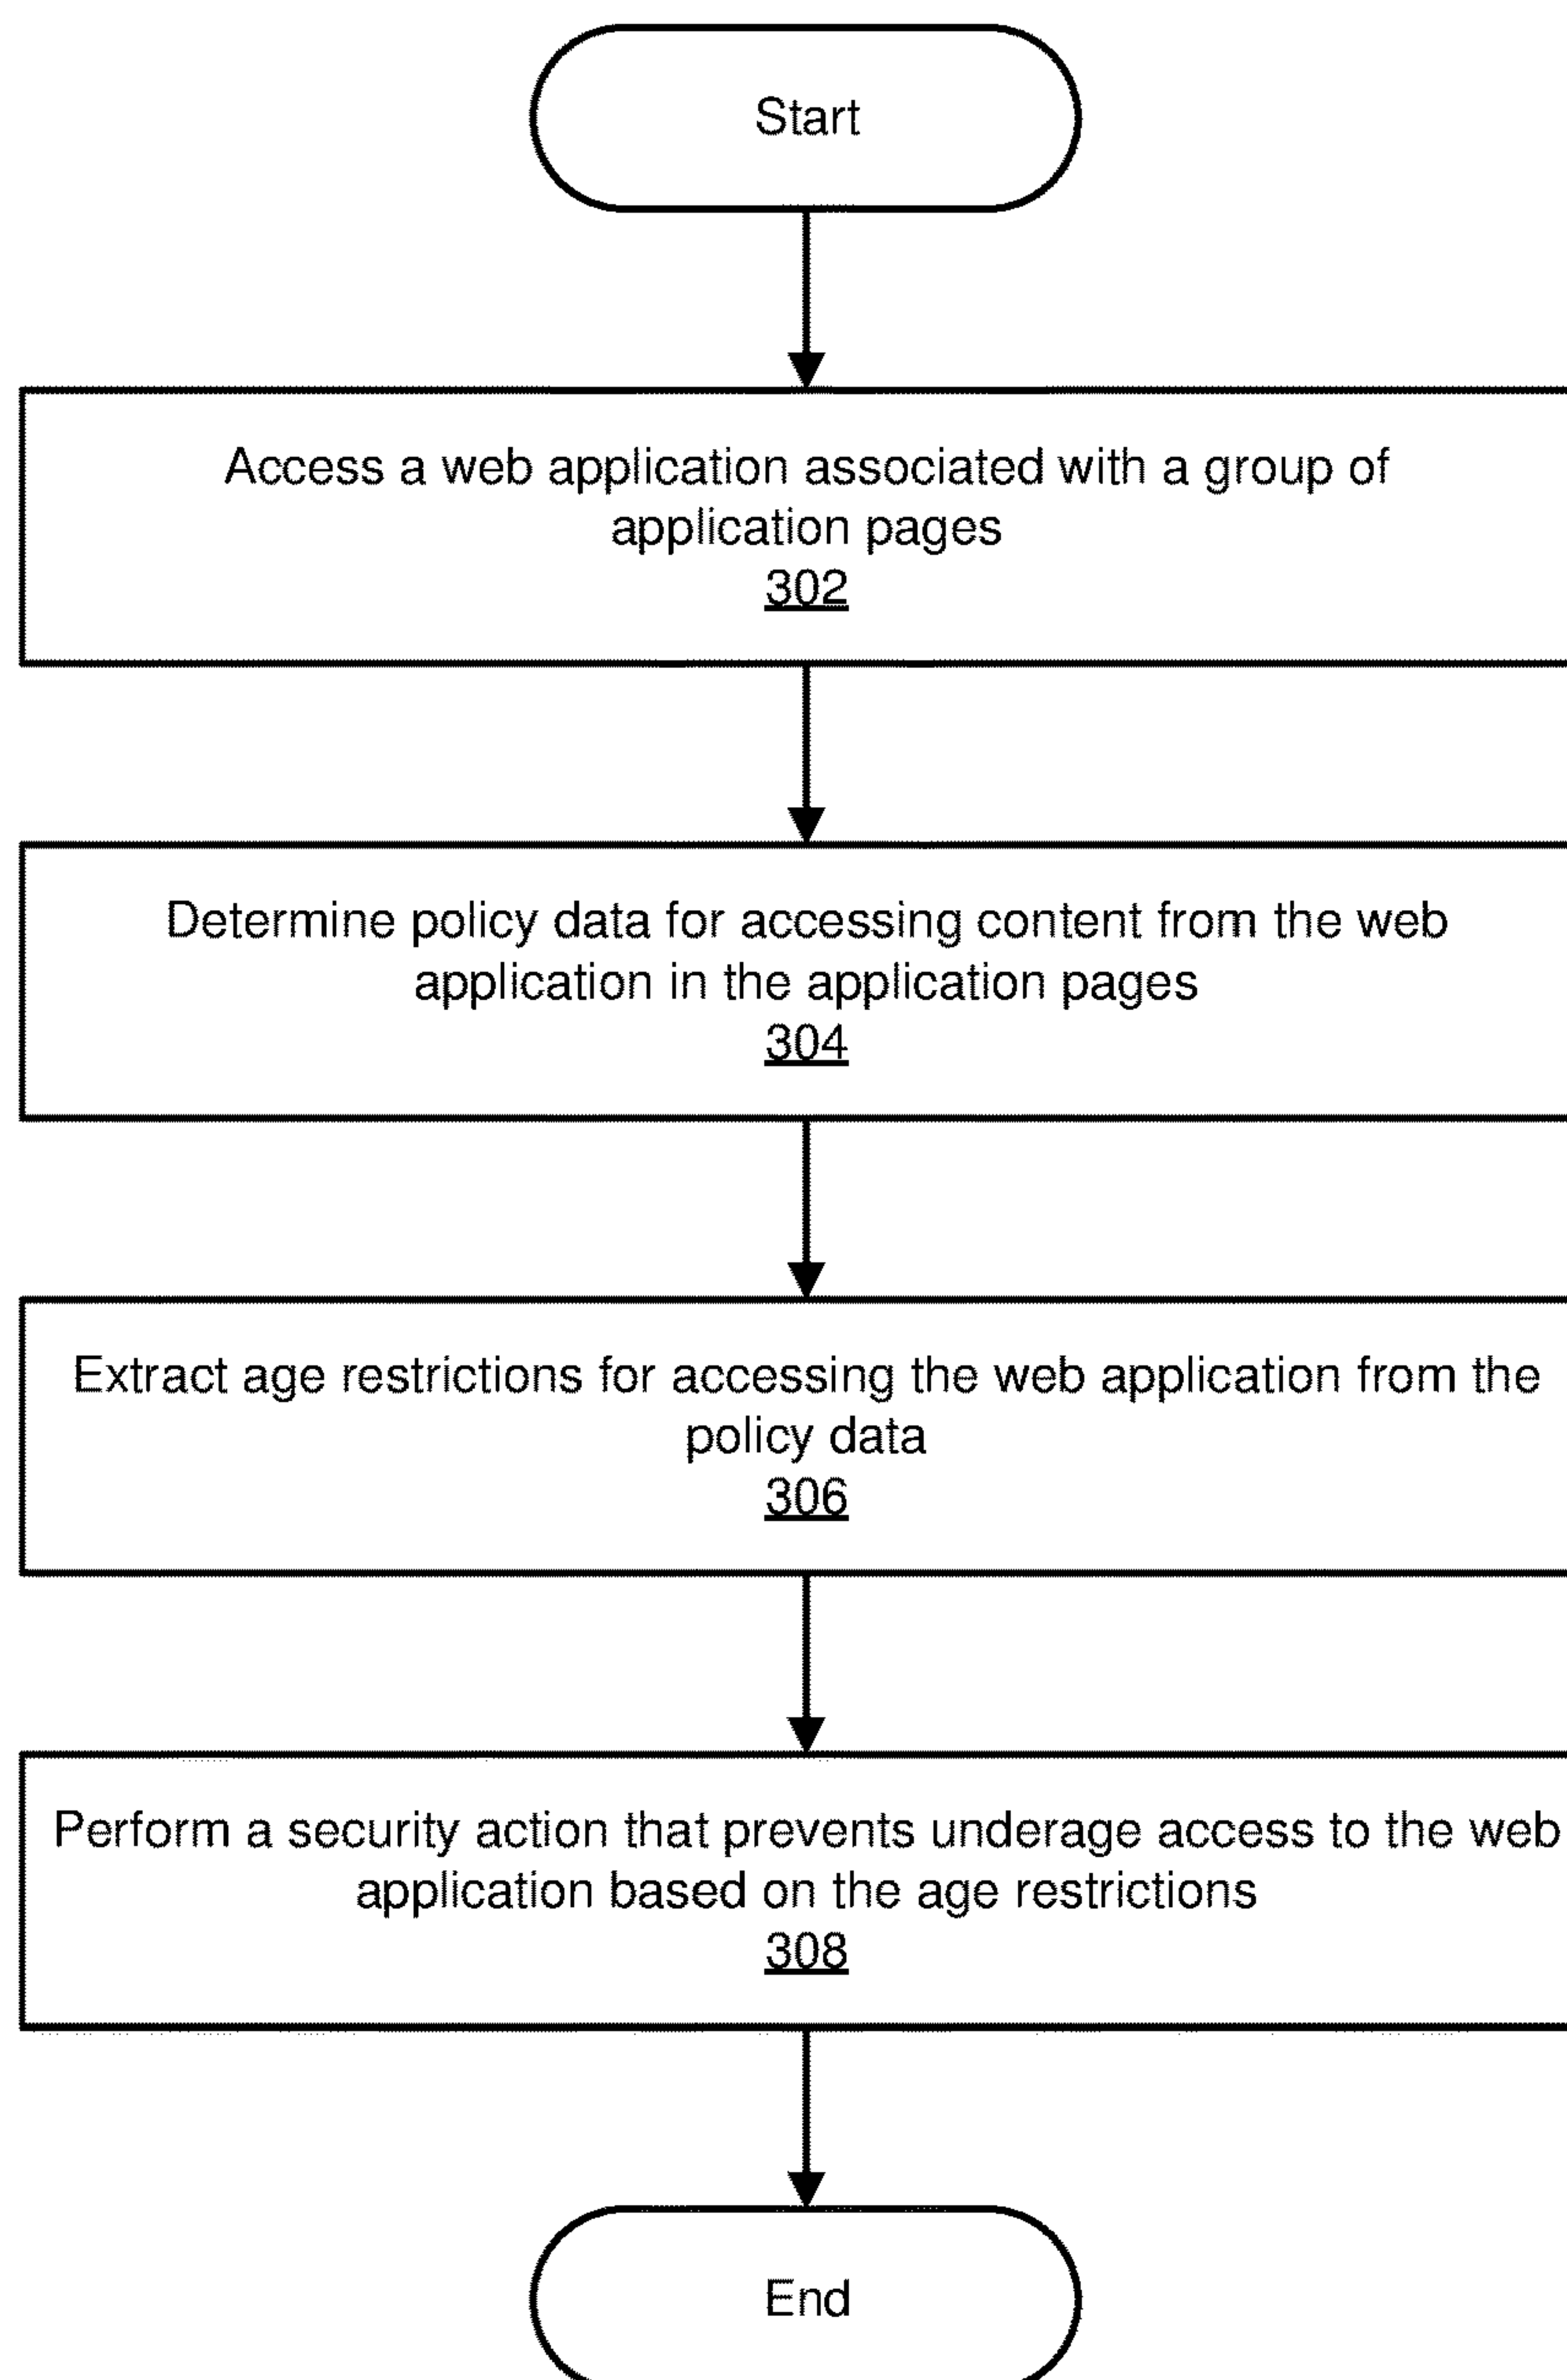 Start
Access a web application associated with a group of
application pages
302
Determine policy data for accessing content from the web
application in the application pages
304
Extract age restrictions for accessing the web application from the
policy data
306
Perform a security action that prevents underage access to the web
application based on the age restrictions
308
End